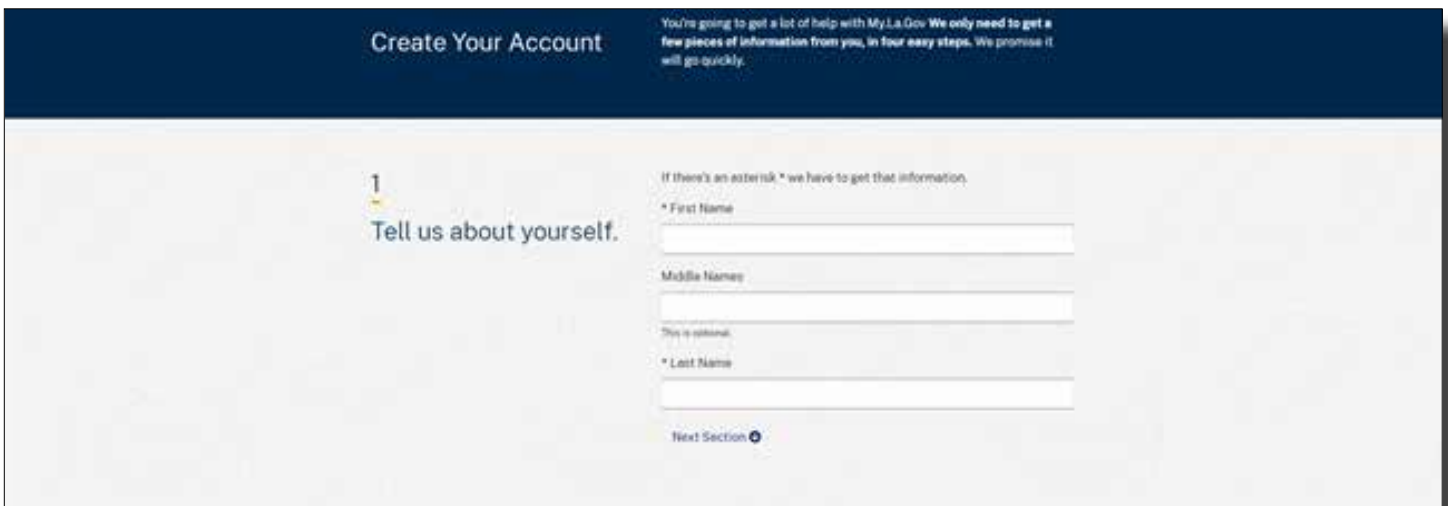 Create Your Account
You're going to get a lot of help with My.La.Gov We only need to get a
few pieces of information from you, in four easy steps. We promise it
will go quickly.
1
Tell us about yourself.
If there's an asterisk * we have to get that information.
* First Name
Middle Names
This is optional.
* Last Name
Next Section